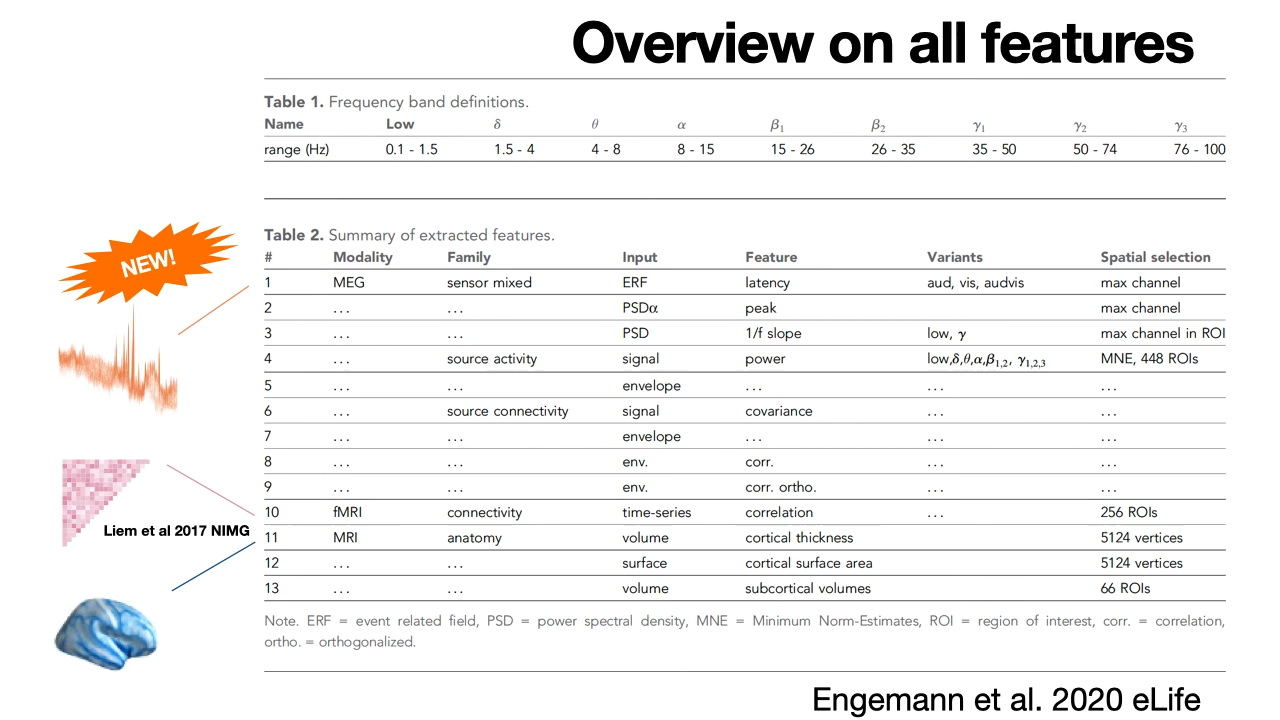 Overview on all features
Table 1. Frequency band definitions.
Name Low δ θ α β1 β2 γ1 γ2 γ3
range (Hz) 0.1 - 1.5 1.5 - 4 4 - 8 8 - 15 15 - 26 26 - 35 35 - 50 50 - 74 76 - 100
Table 2. Summary of extracted features.
# Modality Family Input Feature Variants Spatial selection
1 MEG sensor mixed ERF latency aud, vis, audvis max channel
2 ... ... PSDα peak max channel
3 ... ... PSD 1/f slope low, γ max channel in ROI
4 ... source activity signal power low,δ,θ,α,β1,2, γ1,2,3 MNE, 448 ROIs
5 ... ... envelope ... ... ...
6 ... source connectivity signal covariance ... ...
7 ... ... envelope ... ... ...
8 ... ... env. corr. ... ...
9 ... ... env. corr. ortho. ... ...
10 fMRI connectivity time-series correlation ... 256 ROIs
11 MRI anatomy volume cortical thickness 5124 vertices
12 ... ... surface cortical surface area 5124 vertices
13 ... ... volume subcortical volumes 66 ROIs
Note. ERF = event related field, PSD = power spectral density, MNE = Minimum Norm-Estimates, ROI = region of interest, corr. = correlation,
ortho. = orthogonalized.
NEW!
Liem et al 2017 NIMG
Engemann et al. 2020 eLife